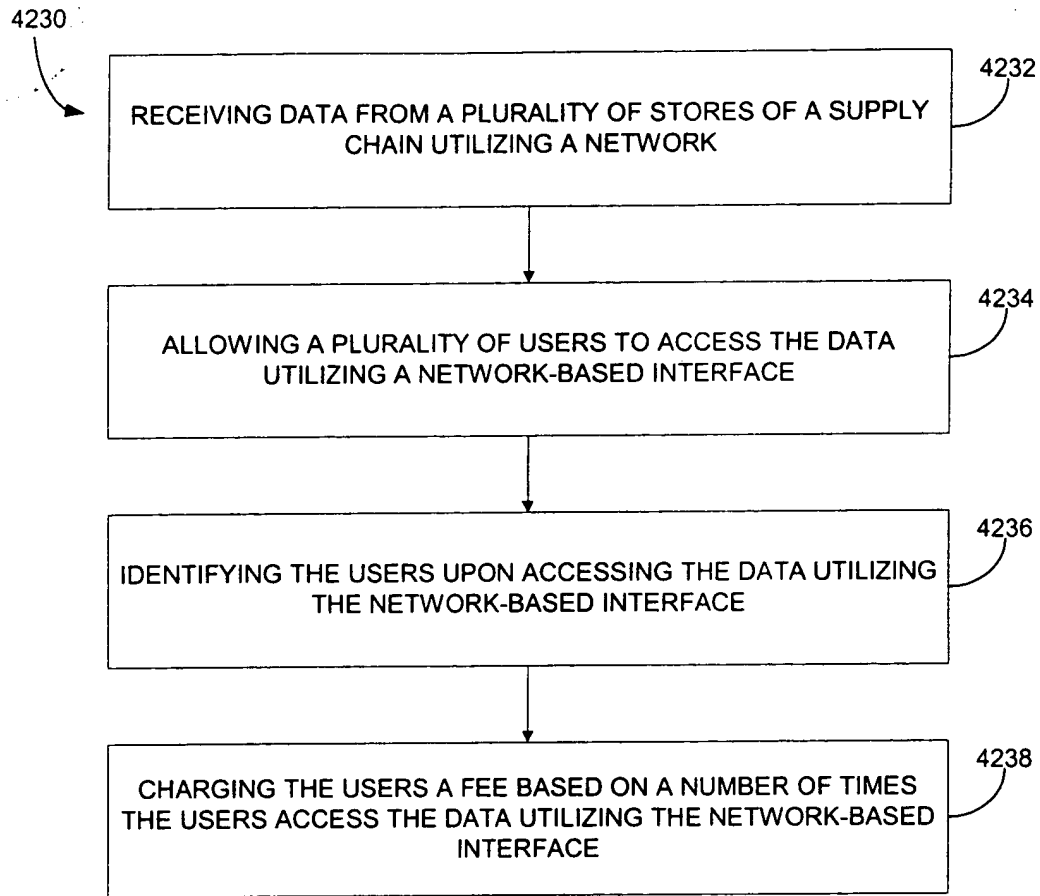 4230
4232
RECEIVING DATA FROM A PLURALITY OF STORES OF A SUPPLY
CHAIN UTILIZING A NETWORK
4234
ALLOWING A PLURALITY OF USERS TO ACCESS THE DATA
UTILIZING A NETWORK-BASED INTERFACE
4236
IDENTIFYING THE USERS UPON ACCESSING THE DATA UTILIZING
THE NETWORK-BASED INTERFACE
4238
CHARGING THE USERS A FEE BASED ON A NUMBER OF TIMES
THE USERS ACCESS THE DATA UTILIZING THE NETWORK-BASED
INTERFACE